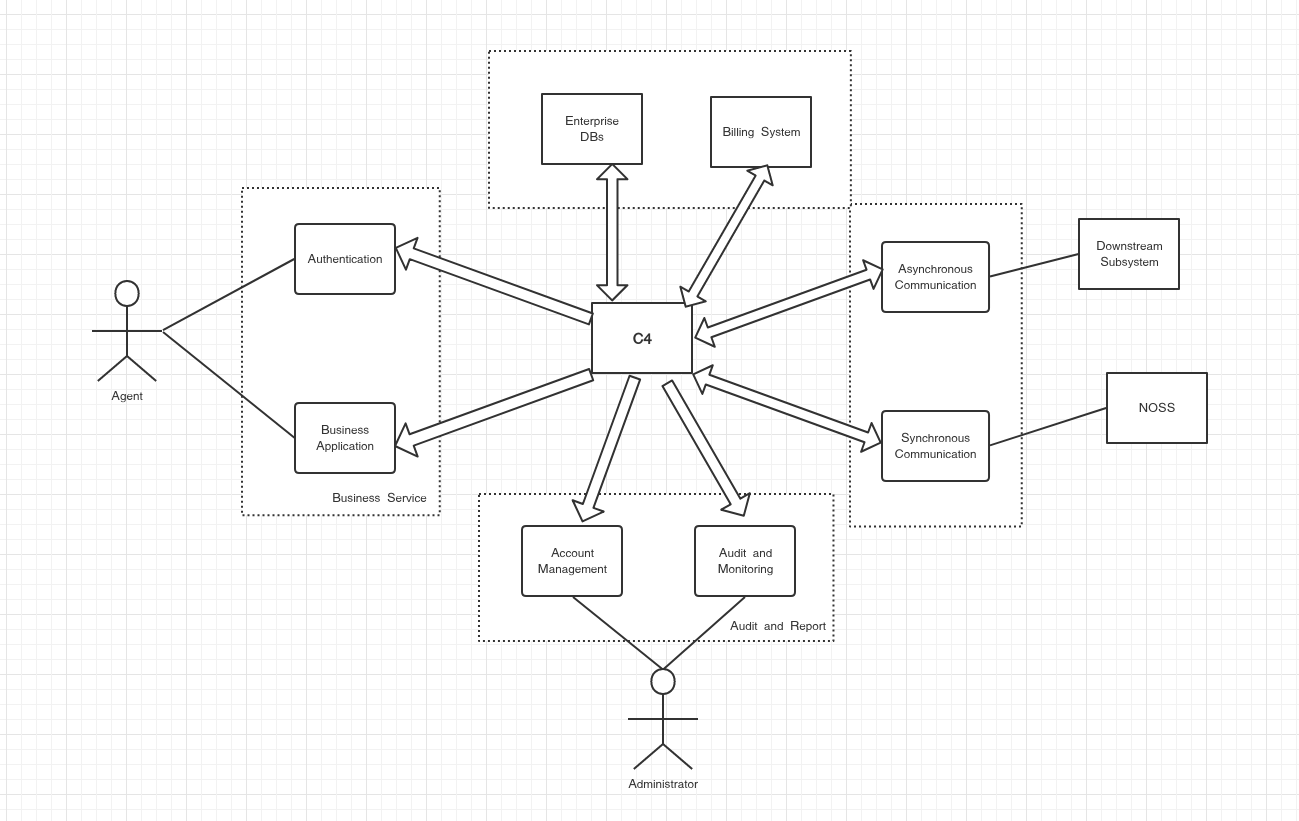 Enterprise
DBs
Billing System
Authentication
Asynchronous
Communication
Downstream
Subsystem
C4
Agent
Business
Application
Synchronous
Communication
NOSS
Business Service
Account
Management
Audit and
Monitoring
Audit and Report
Administrator